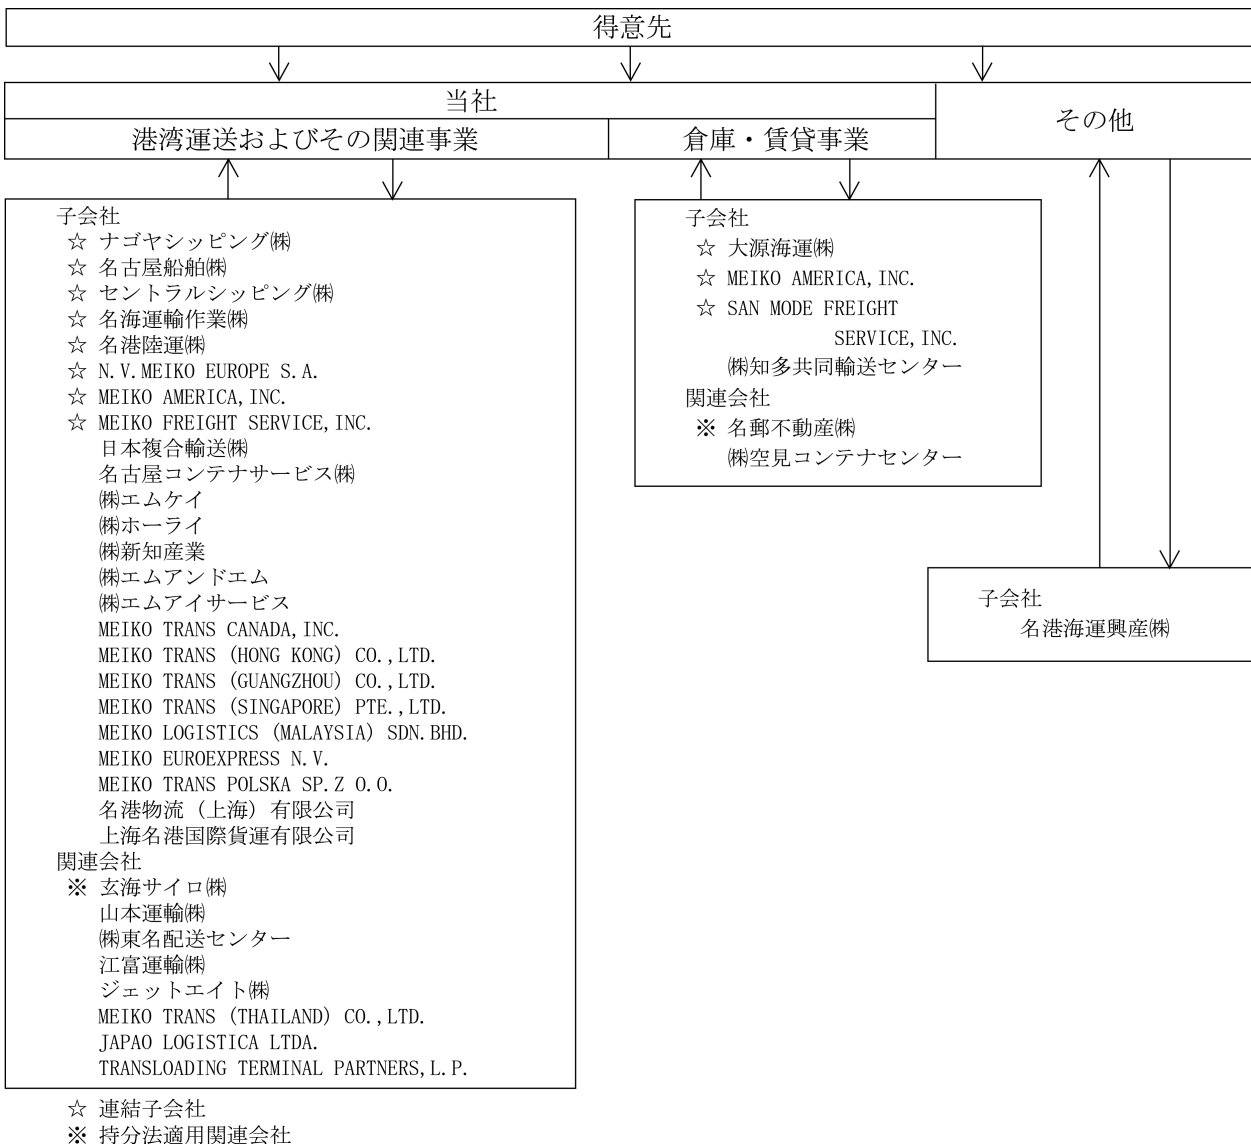 得意先
当社
港湾運送およびその関連事業
倉庫・賃貸事業
その他
子会社
☆ ナゴヤシッピング㈱
☆ 名古屋船舶㈱
☆ セントラルシッピング㈱
☆ 名海運輸作業㈱
☆ 名港陸運㈱
☆ N.V.MEIKO EUROPE S.A.
☆ MEIKO AMERICA,INC.
☆ MEIKO FREIGHT SERVICE,INC.
日本複合輸送㈱
名古屋コンテナサービス㈱
㈱エムケイ
㈱ホーライ
㈱新知産業
㈱エムアンドエム
㈱エムアイサービス
MEIKO TRANS CANADA,INC.
MEIKO TRANS (HONG KONG) CO.,LTD.
MEIKO TRANS (GUANGZHOU) CO.,LTD.
MEIKO TRANS (SINGAPORE) PTE.,LTD.
MEIKO LOGISTICS (MALAYSIA) SDN.BHD.
MEIKO EUROEXPRESS N.V.
MEIKO TRANS POLSKA SP.Z O.O.
名港物流（上海）有限公司
上海名港国際貨運有限公司
関連会社
※ 玄海サイロ㈱
山本運輸㈱
㈱東名配送センター
江富運輸㈱
ジェットエイト㈱
MEIKO TRANS (THAILAND) CO.,LTD.
JAPAO LOGISTICA LTDA.
TRANSLOADING TERMINAL PARTNERS,L.P.
子会社
☆ 大源海運㈱
☆ MEIKO AMERICA,INC.
☆ SAN MODE FREIGHT
SERVICE,INC.
㈱知多共同輸送センター
関連会社
※ 名郵不動産㈱
㈱空見コンテナセンター
子会社
名港海運興産㈱
☆ 連結子会社
※ 持分法適用関連会社